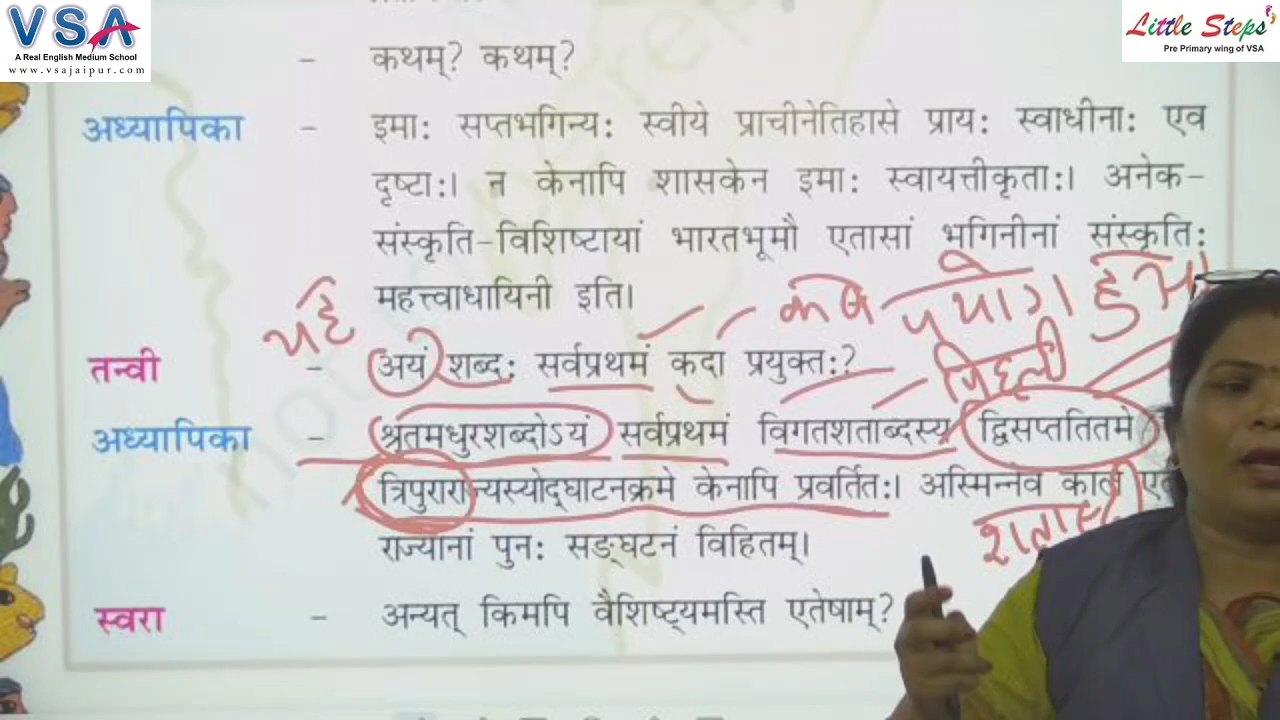 VSA
A Real English Medium School
www.vsajaipur.com
Little Steps
Pre Primary wing of VSA
- कथम्? कथम्?
अध्यापिका - इमाः सप्तभगिन्यः स्वीये प्राचीनेतिहासे प्रायः स्वाधीनाः एव
दृष्टाः। न केनापि शासकेन इमाः स्वायत्तीकृताः। अनेक-
संस्कृति-विशिष्टायां भारतभूमौ एतासां भगिनीनां संस्कृतिः
महत्त्वाधायिनी इति।
यह कब प्रयोग
तन्वी - अयं शब्दः सर्वप्रथमं कदा प्रयुक्तः?
अध्यापिका - श्रुतमधुरशब्दोऽयं सर्वप्रथमं विगतशताब्दस्य द्विसप्ततितमे
त्रिपुराराज्यस्योद्घाटनक्रमे केनापि प्रवर्तितः। अस्मिन्नेव काले
राज्यानां पुनः सङ्घटनं विहितम्।
स्वरा - अन्यत् किमपि वैशिष्ट्यमस्ति एतेषाम्?